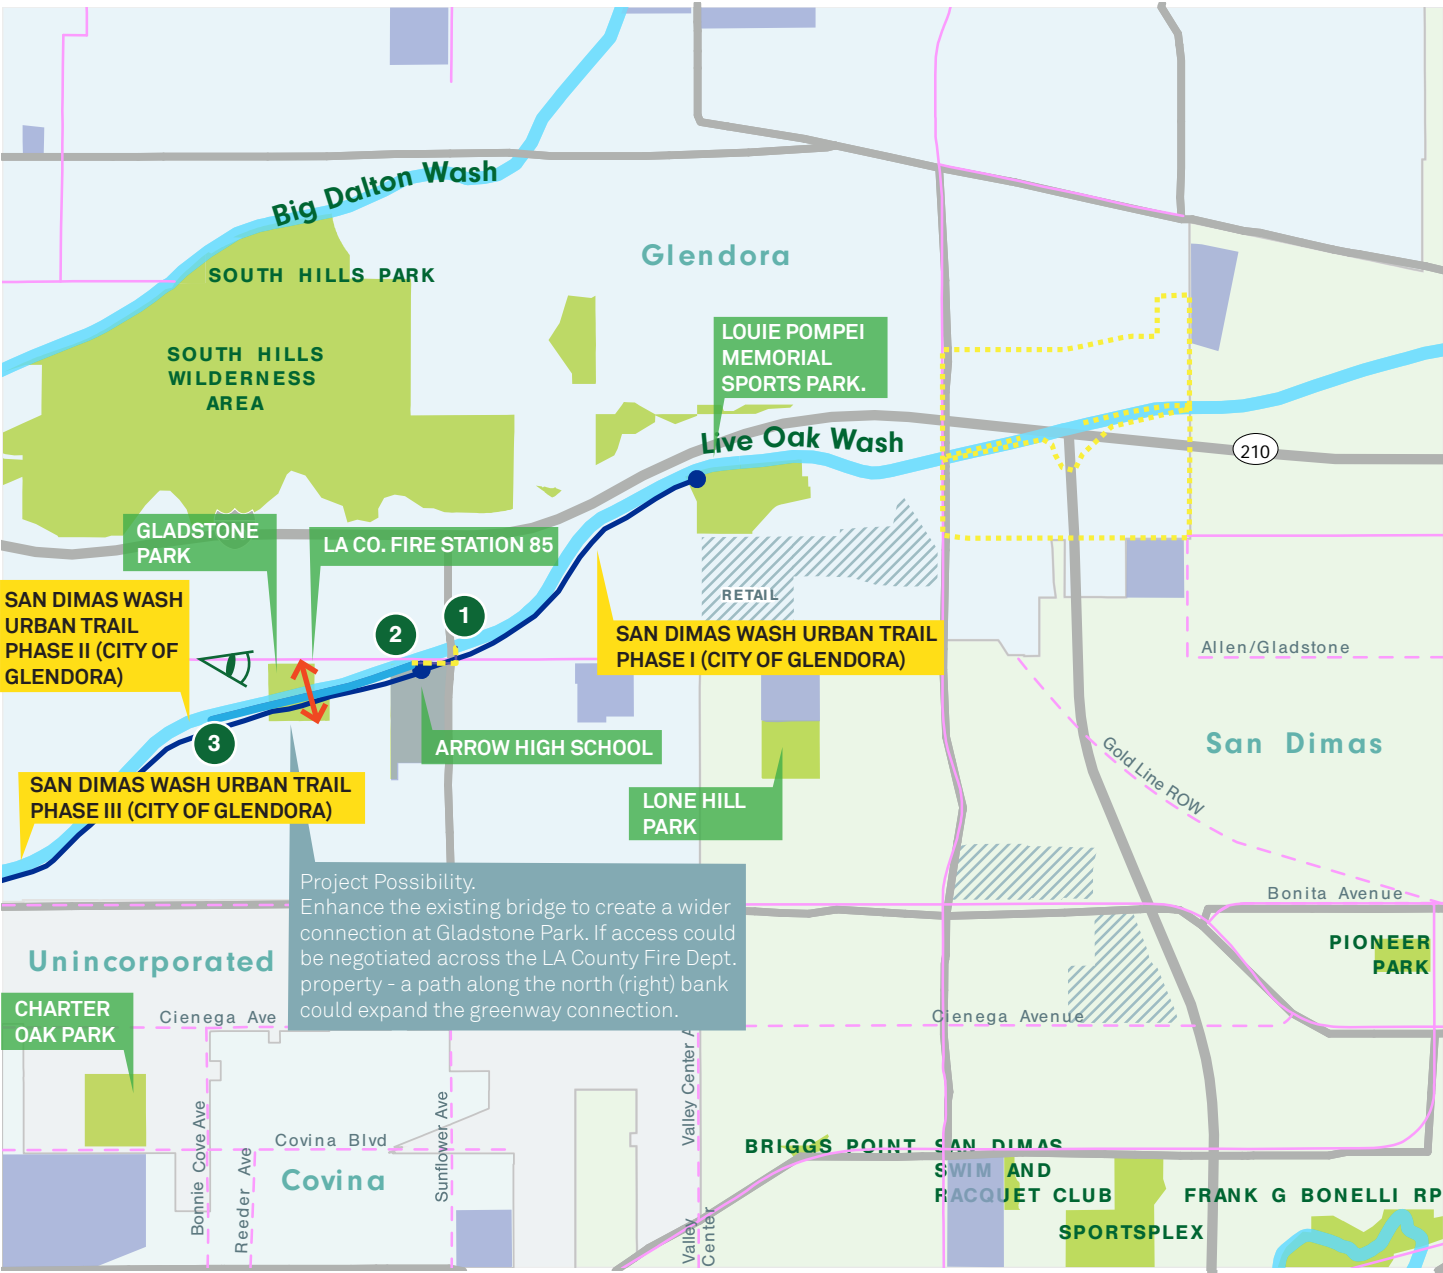 Big Dalton Wash
SOUTH HILLS PARK
Glendora
SOUTH HILLS
WILDERNESS
AREA
LOUIE POMPEI
MEMORIAL
SPORTS PARK.
Live Oak Wash
210
GLADSTONE
PARK
LA CO. FIRE STATION 85
SAN DIMAS WASH
URBAN TRAIL
PHASE II (CITY OF
GLENDORA)
RETAIL
1
2
SAN DIMAS WASH URBAN TRAIL
PHASE I (CITY OF GLENDORA)
Allen/Gladstone
3
ARROW HIGH SCHOOL
San Dimas
Gold Line ROW
SAN DIMAS WASH URBAN TRAIL
PHASE III (CITY OF GLENDORA)
LONE HILL
PARK
Project Possibility.
Enhance the existing bridge to create a wider
connection at Gladstone Park. If access could
be negotiated across the LA County Fire Dept.
property - a path along the north (right) bank
could expand the greenway connection.
Bonita Avenue
PIONEER
PARK
Unincorporated
CHARTER
OAK PARK
Cienega Ave
Cienega Avenue
Valley Center A
Bonnie Cove Ave
Reeder Ave
Covina Blvd
Covina
Sunflower Ave
Valley
Center
BRIGGS POINT
SAN DIMAS
SWIM AND
RACQUET CLUB
FRANK G BONELLI RP
SPORTSPLEX